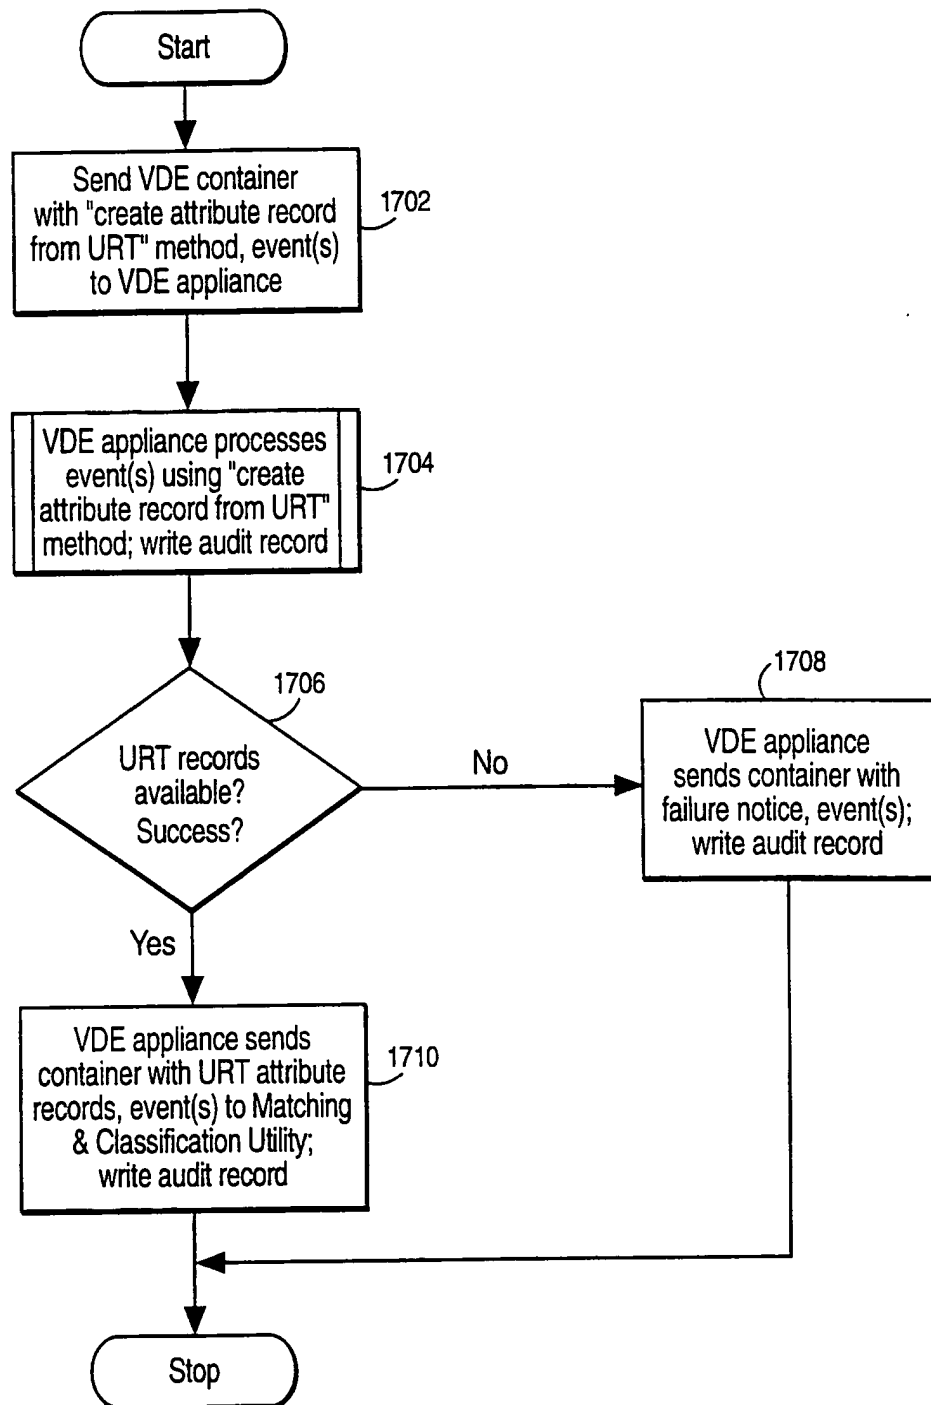 Start
Send VDE container
with "create attribute record
from URT" method, event(s)
to VDE appliance
1702
VDE appliance processes
event(s) using "create
attribute record from URT"
method; write audit record
1704
1706
URT records
available?
Success?
No
1708
VDE appliance
sends container with
failure notice, event(s);
write audit record
Yes
VDE appliance sends
container with URT attribute
records, event(s) to Matching
& Classification Utility;
write audit record
1710
Stop